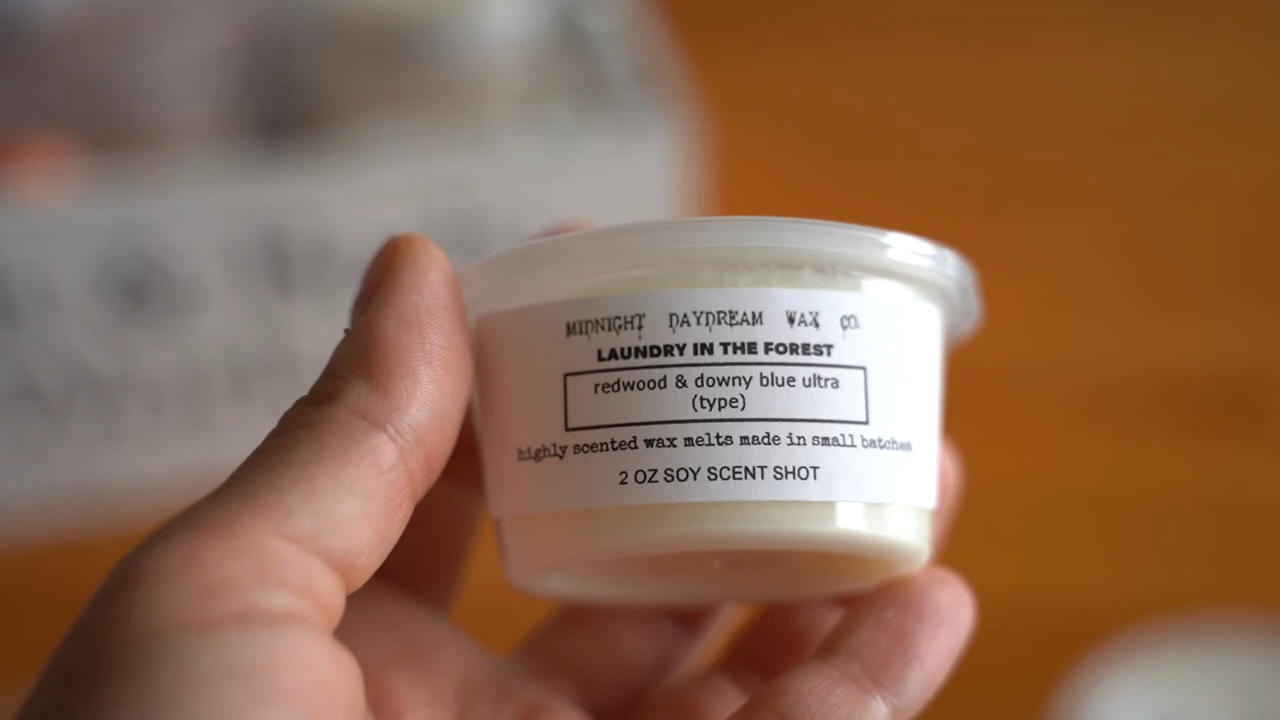 MIDNIGHT DAYDREAM WAX CO.
LAUNDRY IN THE FOREST
redwood & downy blue ultra
(type)
highly scented wax melts made in small batches
2 OZ SOY SCENT SHOT